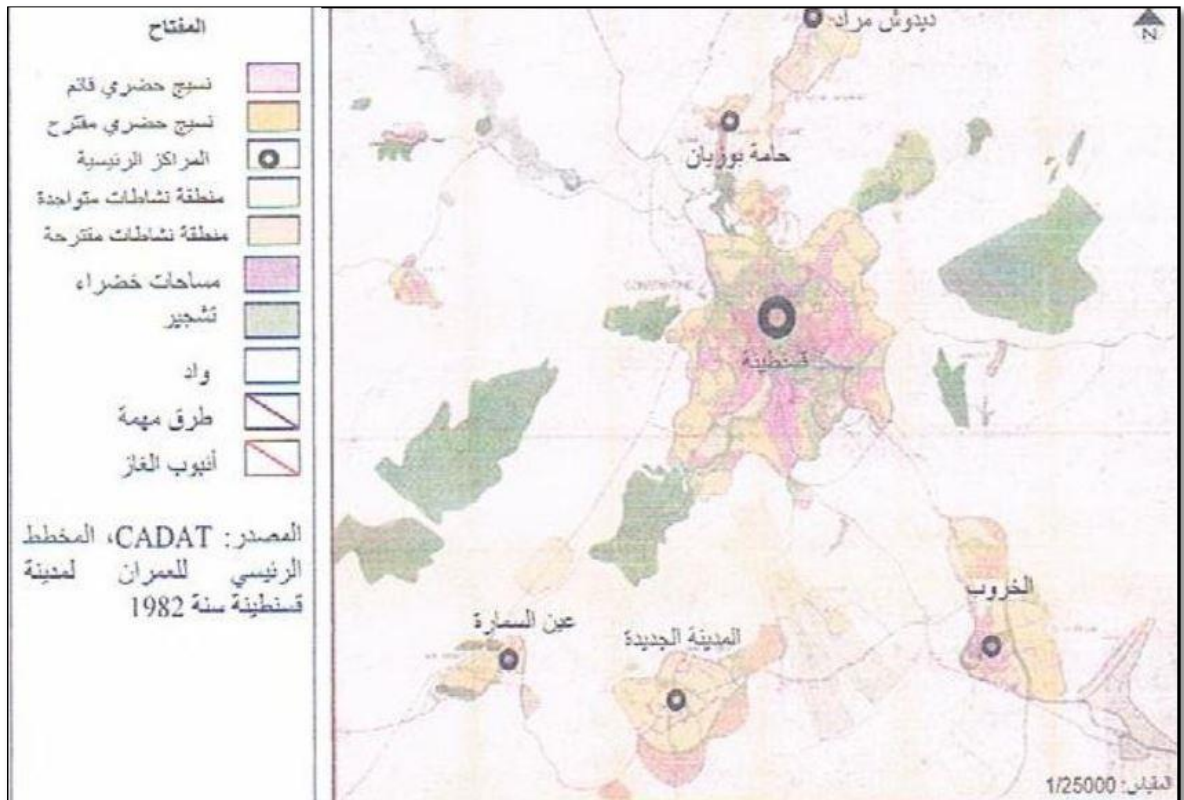 المفتاح
نسيج حضري قائم
نسيج حضري مقترح
المراكز الرئيسية
منطقة نشاطات متواجدة
منطقة نشاطات مقترحة
مساحات خضراء
تشجير
واد
طرق مهمة
أنبوب الغاز
المصدر: CADAT، المخطط
الرئيسي للعمران لمدينة
قسنطينة سنة 1982
ديدوش مراد
N
حامة بوزيان
CONSTANTINE
قسنطينة
الخروب
عين السمارة
المدينة الجديدة
المقياس: 1/25000